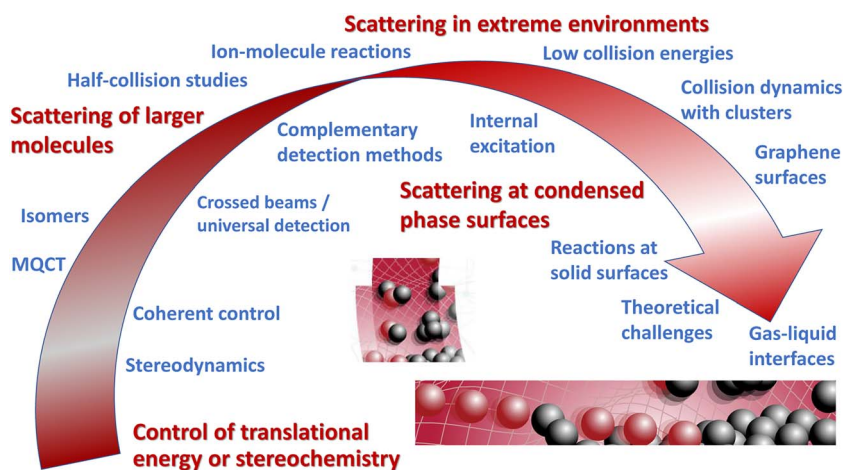 Scattering in extreme environments
Ion-molecule reactions
Low collision energies
Half-collision studies
Collision dynamics
with clusters
Scattering of larger
molecules
Complementary
detection methods
Internal
excitation
Graphene
surfaces
Scattering at condensed
phase surfaces
Isomers
Crossed beams /
universal detection
MQCT
Reactions at
solid surfaces
Coherent control
Theoretical
challenges
Gas-liquid
interfaces
Stereodynamics
Control of translational
energy or stereochemistry